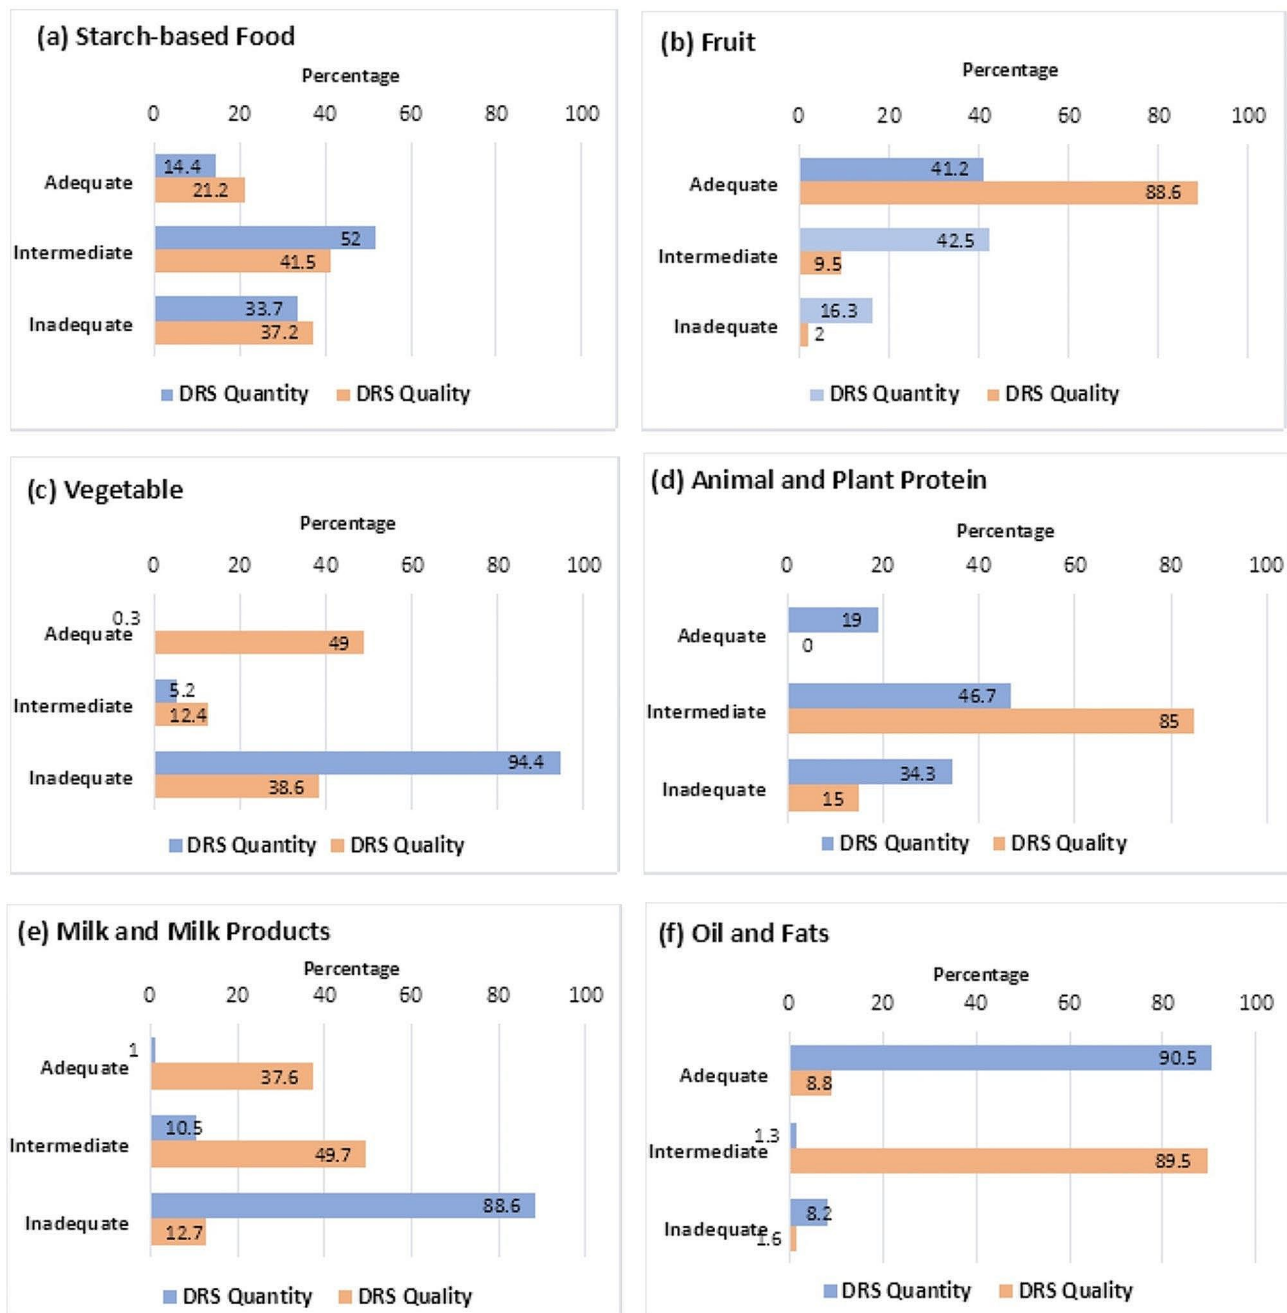 (a) Starch-based Food
Percentage
0 20 40 60 80 100
Adequate
14.4
21.2
Intermediate
52
41.5
Inadequate
33.7
37.2
DRS Quantity DRS Quality
(b) Fruit
Percentage
0 20 40 60 80 100
Adequate
41.2
88.6
Intermediate
42.5
9.5
Inadequate
16.3
2
DRS Quantity DRS Quality
(c) Vegetable
Percentage
0 20 40 60 80 100
0.3
Adequate
49
Intermediate
5.2
12.4
Inadequate
94.4
38.6
DRS Quantity DRS Quality
(d) Animal and Plant Protein
Percentage
0 20 40 60 80 100
Adequate
19
0
Intermediate
46.7
85
Inadequate
34.3
15
DRS Quantity DRS Quality
(e) Milk and Milk Products
Percentage
0 20 40 60 80 100
1
Adequate
37.6
Intermediate
10.5
49.7
Inadequate
88.6
12.7
DRS Quantity DRS Quality
(f) Oil and Fats
Percentage
0 20 40 60 80 100
Adequate
90.5
8.8
1.3
Intermediate
89.5
Inadequate
8.2
1.6
DRS Quantity DRS Quality